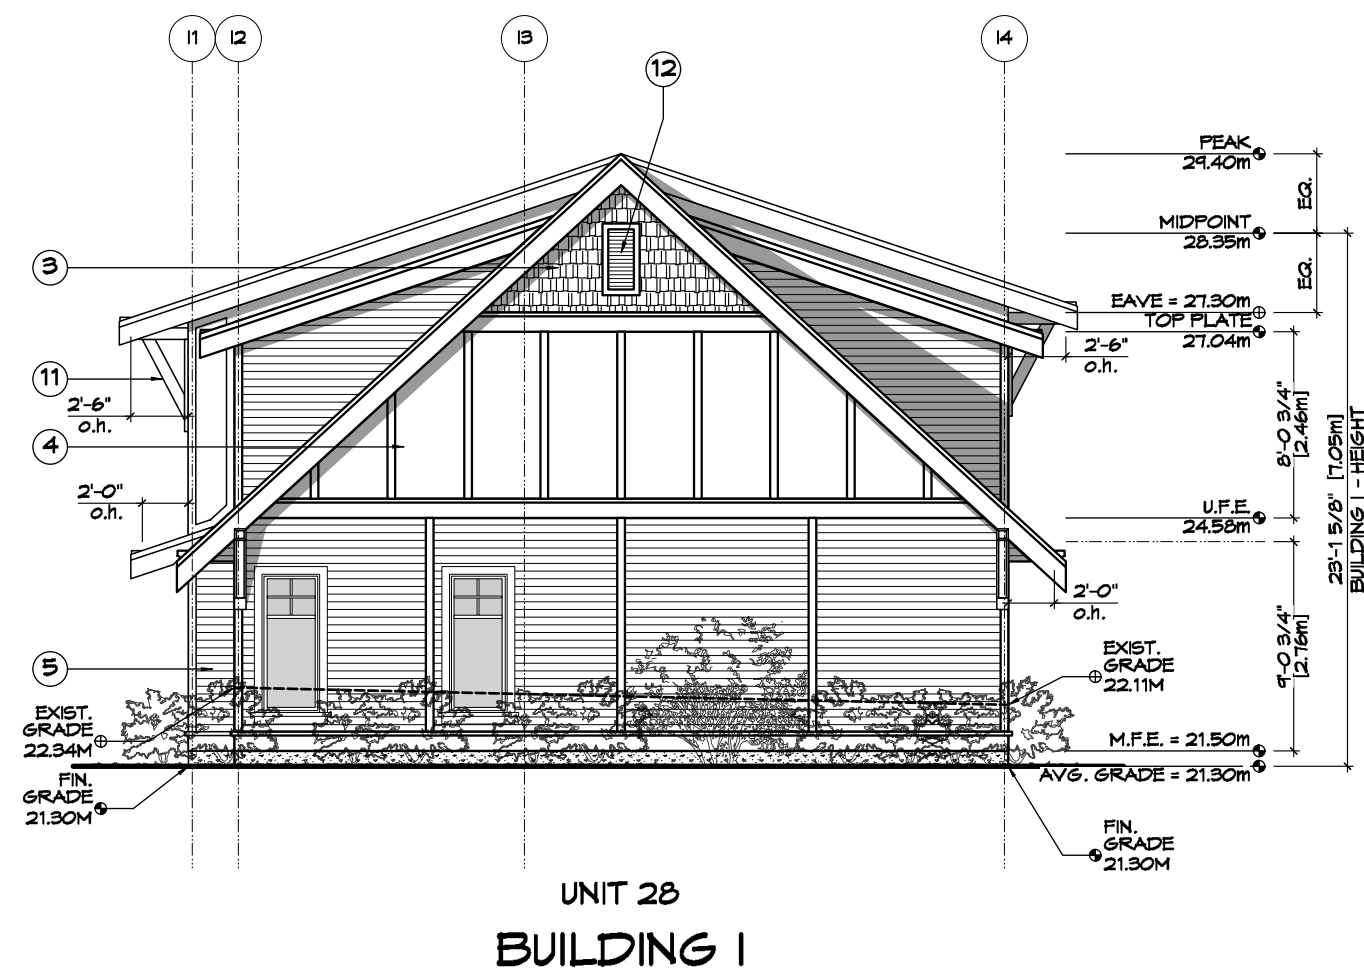 11
12
13
14
12
PEAK
29.40m
EQ.
MIDPOINT
28.35m
EQ.
3
EAVE = 27.30m
TOP PLATE
27.04m
2'-6"
o.h.
11
2'-6"
o.h.
8'-0 3/4"
[2.46m]
23'-1 5/8" [7.05m]
BUILDING 1 - HEIGHT
4
2'-0"
o.h.
U.F.E.
24.58m
2'-0"
o.h.
9-0 3/4"
[2.76m]
5
EXIST.
GRADE
22.11M
EXIST.
GRADE
22.34M
M.F.E. = 21.50m
AVG. GRADE = 21.30m
FIN.
GRADE
21.30M
FIN.
GRADE
21.30M
UNIT 28
BUILDING 1